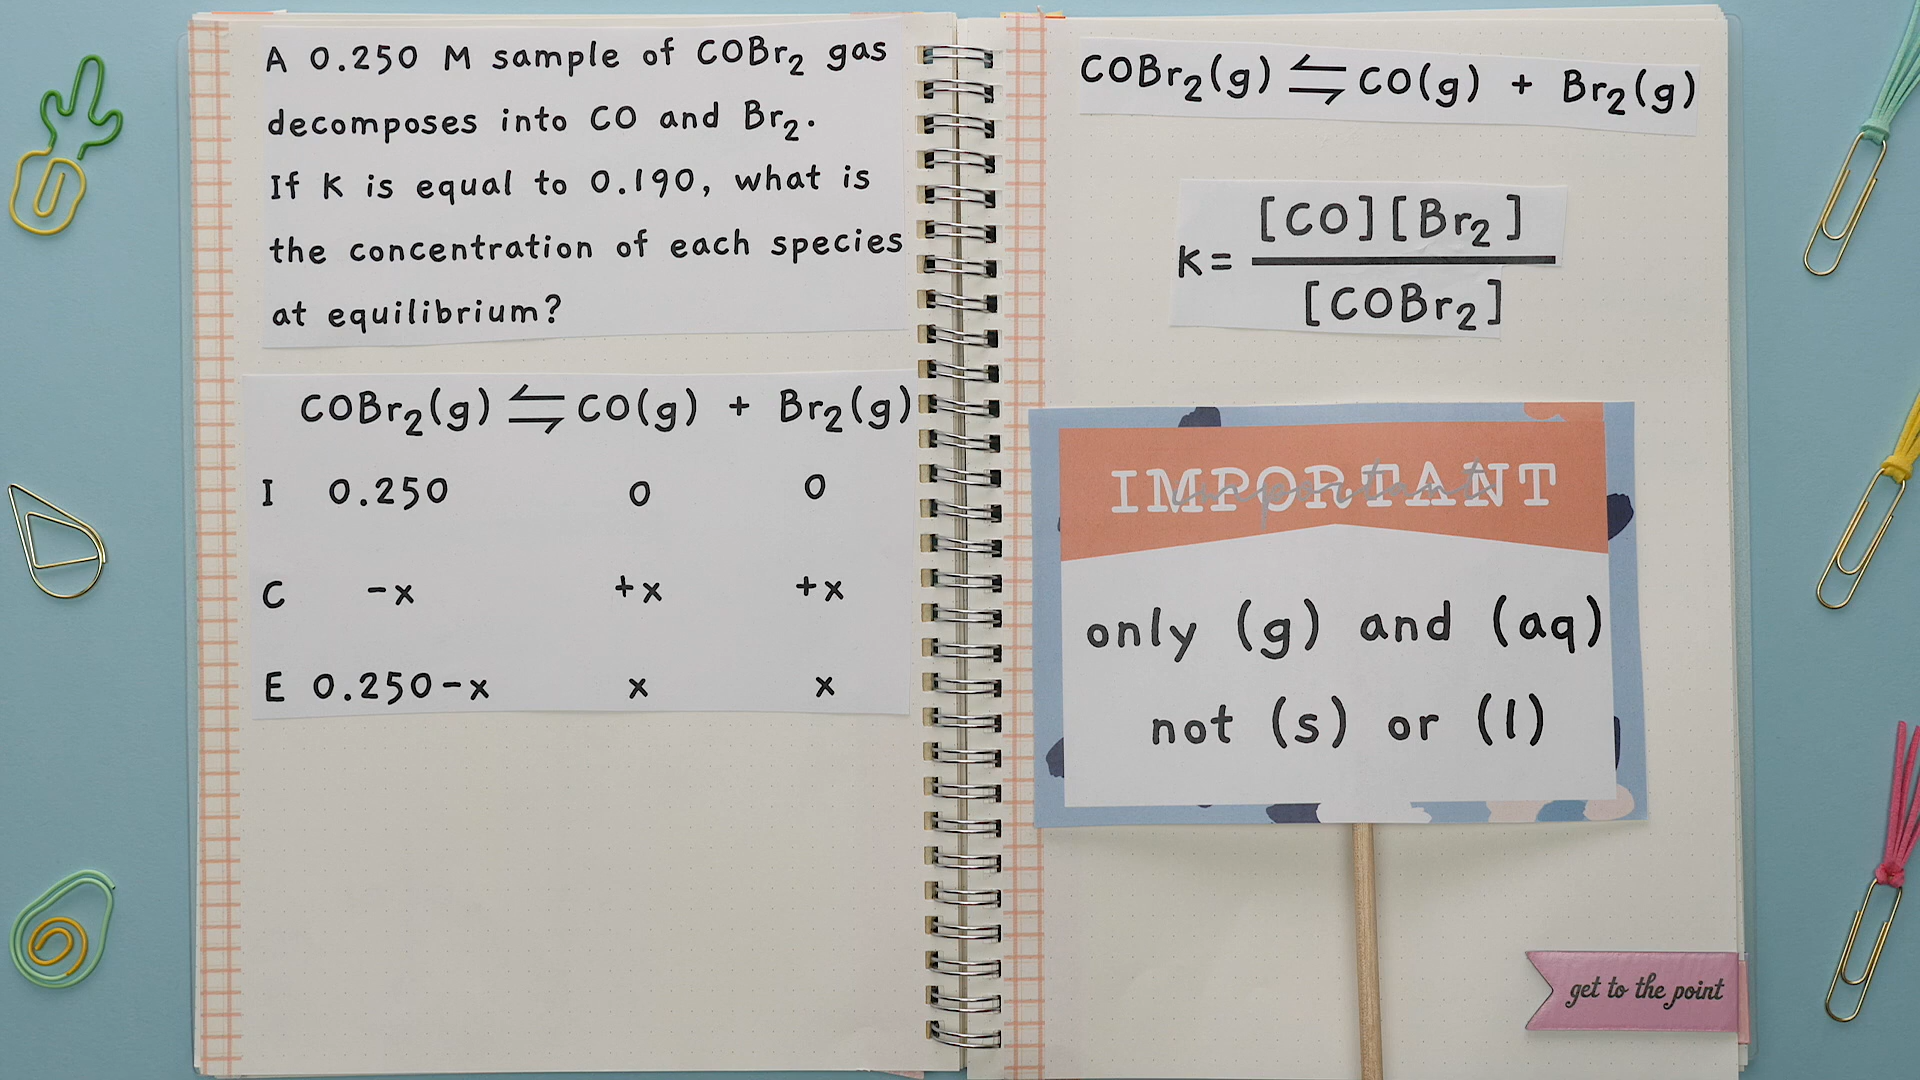 A 0.250 M sample of COBr₂ gas
decomposes into CO and Br₂.
If K is equal to 0.190, what is
the concentration of each species
at equilibrium?
COBr₂(g) ⇌ CO(g) + Br₂(g)
I 0.250 0 0
C -x +x +x
E 0.250-x x x
COBr₂(g) ⇌ CO(g) + Br₂(g)
[CO][Br₂]
K=
[COBr₂]
IMPORTANT
important
only (g) and (aq)
not (s) or (l)
get to the point